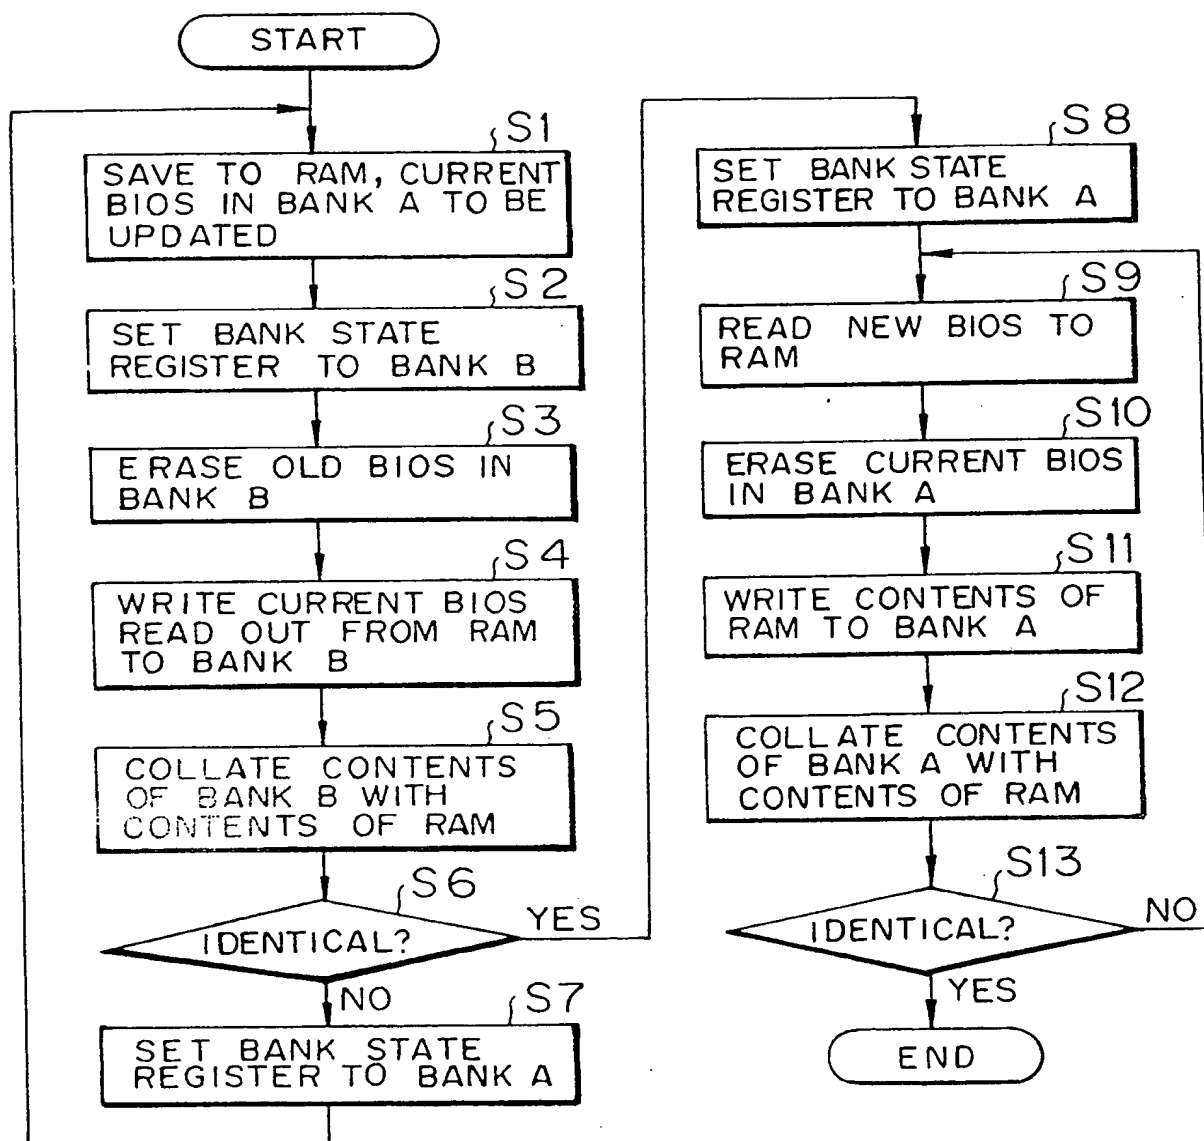 START
S1
SAVE TO RAM, CURRENT
BIOS IN BANK A TO BE
UPDATED
S2
SET BANK STATE
REGISTER TO BANK B
S3
ERASE OLD BIOS IN
BANK B
S4
WRITE CURRENT BIOS
READ OUT FROM RAM
TO BANK B
S5
COLLATE CONTENTS
OF BANK B WITH
CONTENTS OF RAM
S6
IDENTICAL?
YES
NO
S7
SET BANK STATE
REGISTER TO BANK A
S8
SET BANK STATE
REGISTER TO BANK A
S9
READ NEW BIOS TO
RAM
S10
ERASE CURRENT BIOS
IN BANK A
S11
WRITE CONTENTS OF
RAM TO BANK A
S12
COLLATE CONTENTS
OF BANK A WITH
CONTENTS OF RAM
S13
IDENTICAL?
NO
YES
END